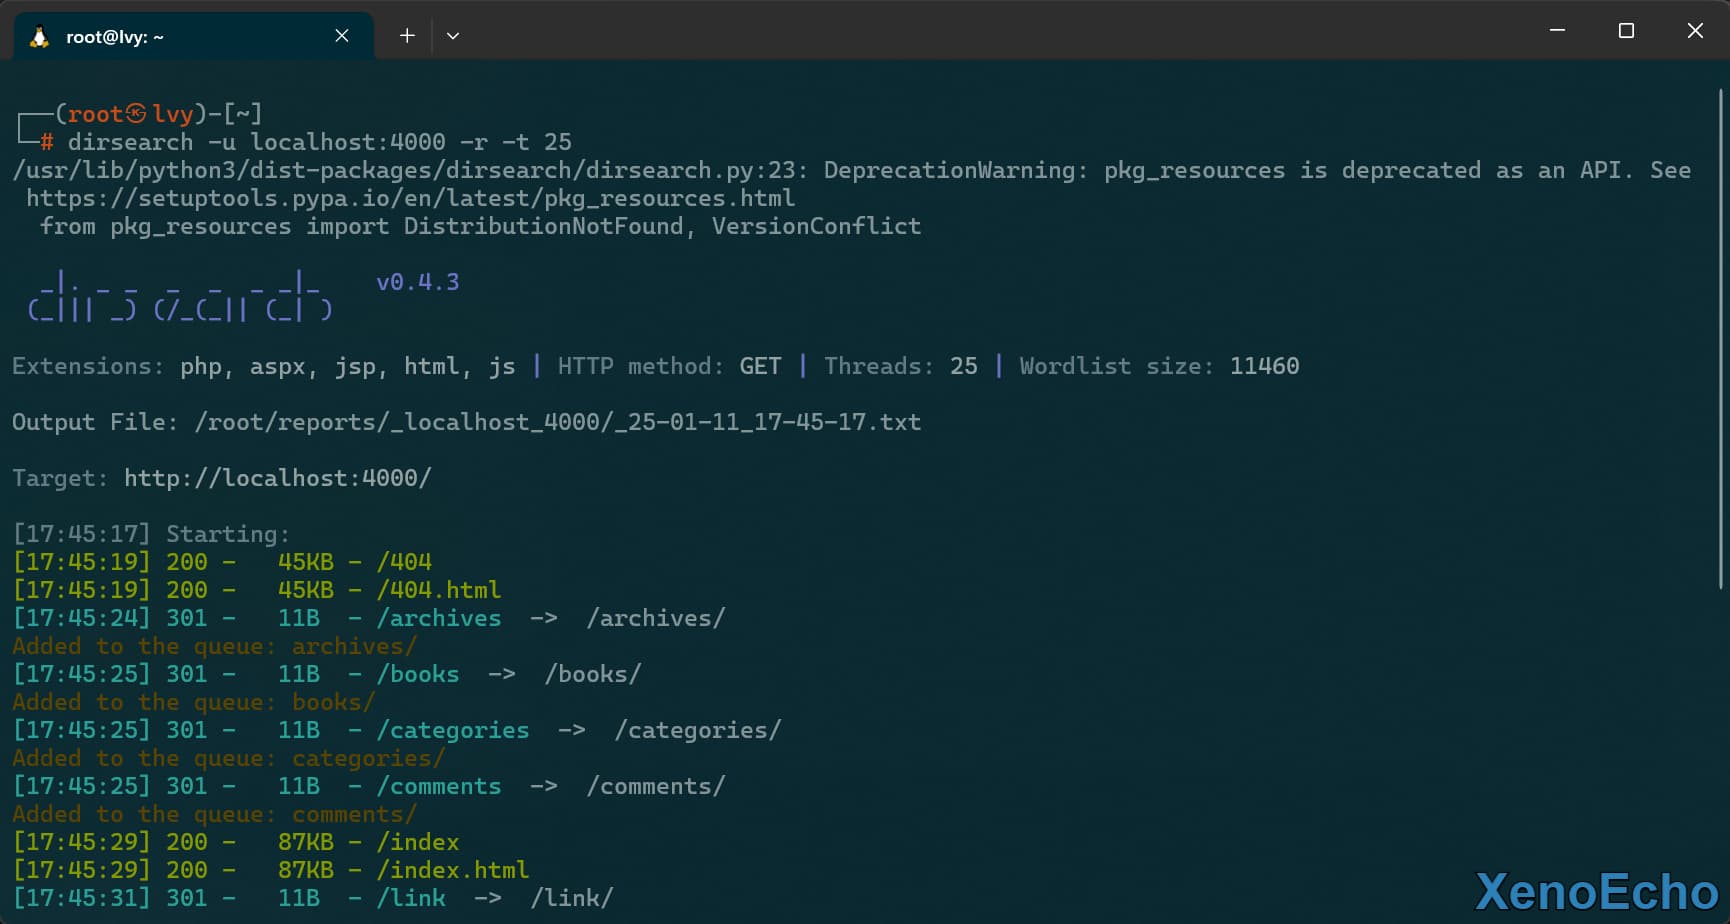 root@lvy: ~
┌──(root㉿lvy)-[~]
└─# dirsearch -u localhost:4000 -r -t 25
/usr/lib/python3/dist-packages/dirsearch/dirsearch.py:23: DeprecationWarning: pkg_resources is deprecated as an API. See
https://setuptools.pypa.io/en/latest/pkg_resources.html
from pkg_resources import DistributionNotFound, VersionConflict
_|. _ _  _  _  _ _|_    v0.4.3
(_||| _) (/_(_|| (_| )
Extensions: php, aspx, jsp, html, js | HTTP method: GET | Threads: 25 | Wordlist size: 11460
Output File: /root/reports/_localhost_4000/_25-01-11_17-45-17.txt
Target: http://localhost:4000/
[17:45:17] Starting:
[17:45:19] 200 -   45KB - /404
[17:45:19] 200 -   45KB - /404.html
[17:45:24] 301 -   11B  - /archives  ->  /archives/
Added to the queue: archives/
[17:45:25] 301 -   11B  - /books  ->  /books/
Added to the queue: books/
[17:45:25] 301 -   11B  - /categories  ->  /categories/
Added to the queue: categories/
[17:45:25] 301 -   11B  - /comments  ->  /comments/
Added to the queue: comments/
[17:45:29] 200 -   87KB - /index
[17:45:29] 200 -   87KB - /index.html
[17:45:31] 301 -   11B  - /link  ->  /link/
XenoEcho